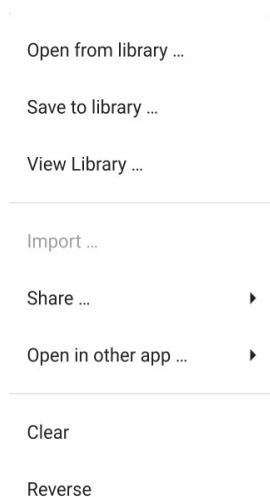 Open from library ...
Save to library ...
View Library ...
Import ...
Share ...
Open in other app ...
Clear
Reverse